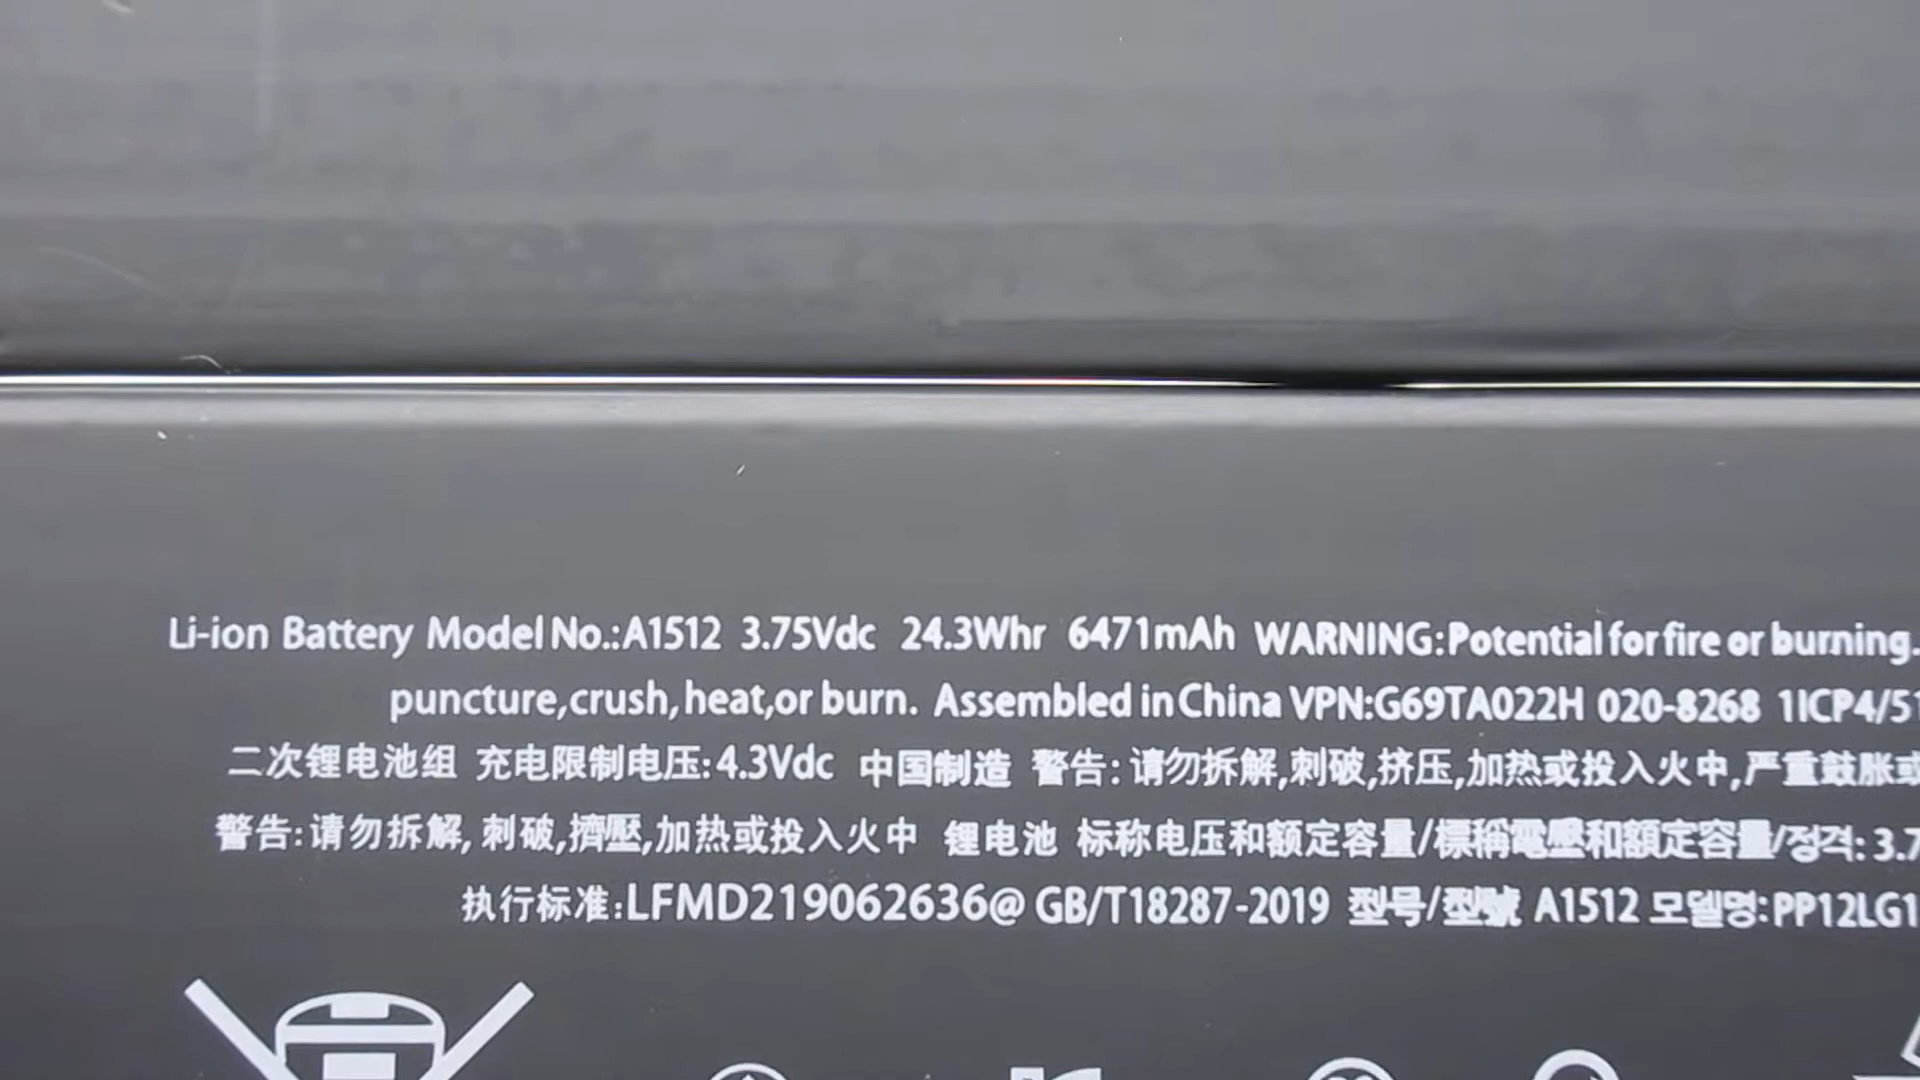 Li-ion Battery Model No.:A1512 3.75Vdc 24.3Whr 6471mAh WARNING:Potential for fire or burning.
puncture,crush,heat,or burn. Assembled in China VPN:G69TA022H 020-8268 1ICP4/51
二次锂电池组 充电限制电压:4.3Vdc 中国制造 警告:请勿拆解,刺破,挤压,加热或投入火中,严重鼓胀或
警告:请勿拆解,刺破,擠壓,加热或投入火中 锂电池 标称电压和额定容量/標稱電壓和額定容量/정격: 3.7
执行标准:LFMD219062636@ GB/T18287-2019 型号/型號 A1512 모델명:PP12LG1